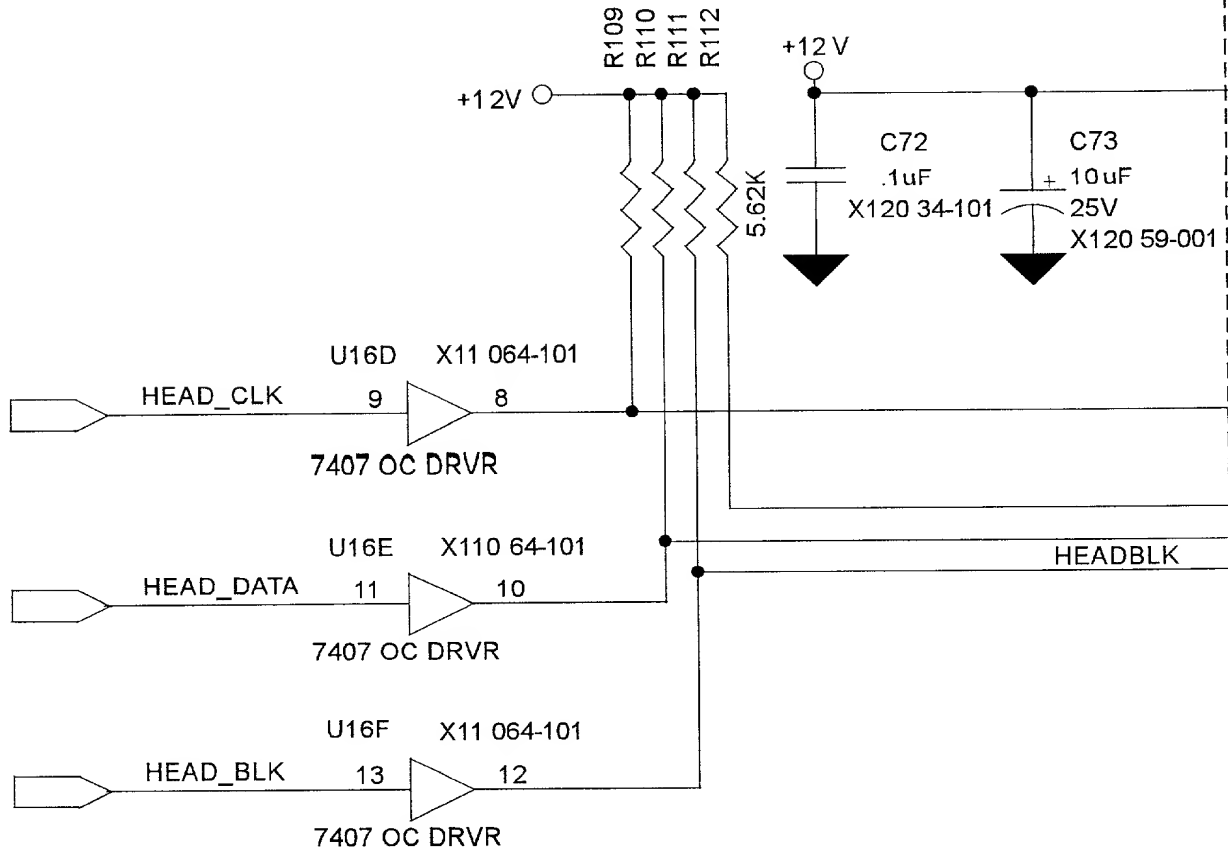 R109
R110
R111
R112
+12V
+12 V
5.62K
C72
.1uF
X120 34-101
C73
+ 10uF
25V
X120 59-001
U16D X11 064-101
HEAD_CLK 9 8
7407 OC DRVR
U16E X110 64-101
HEAD_DATA 11 10
7407 OC DRVR
HEADBLK
U16F X11 064-101
HEAD_BLK 13 12
7407 OC DRVR